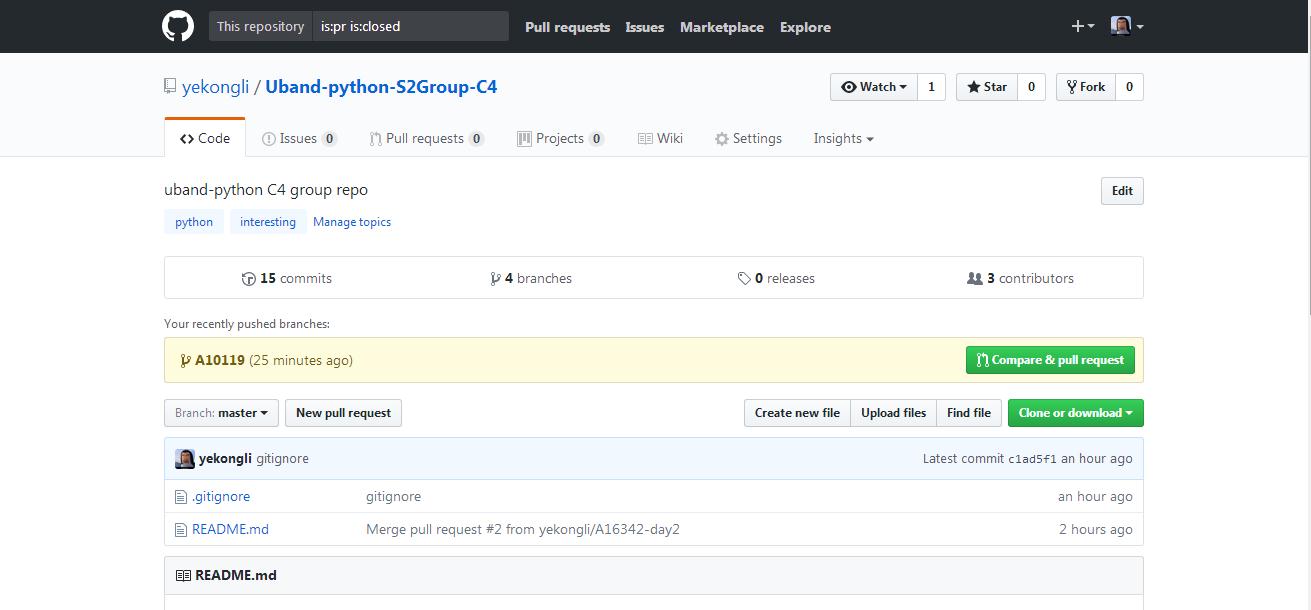 This repository is:pr is:closed Pull requests Issues Marketplace Explore
yekongli / Uband-python-S2Group-C4 Watch 1 Star 0 Fork 0
Code Issues 0 Pull requests 0 Projects 0 Wiki Settings Insights
uband-python C4 group repo Edit
python interesting Manage topics
15 commits 4 branches 0 releases 3 contributors
Your recently pushed branches:
A10119 (25 minutes ago) Compare & pull request
Branch: master New pull request Create new file Upload files Find file Clone or download
yekongli gitignore Latest commit c1ad5f1 an hour ago
.gitignore gitignore an hour ago
README.md Merge pull request #2 from yekongli/A16342-day2 2 hours ago
README.md